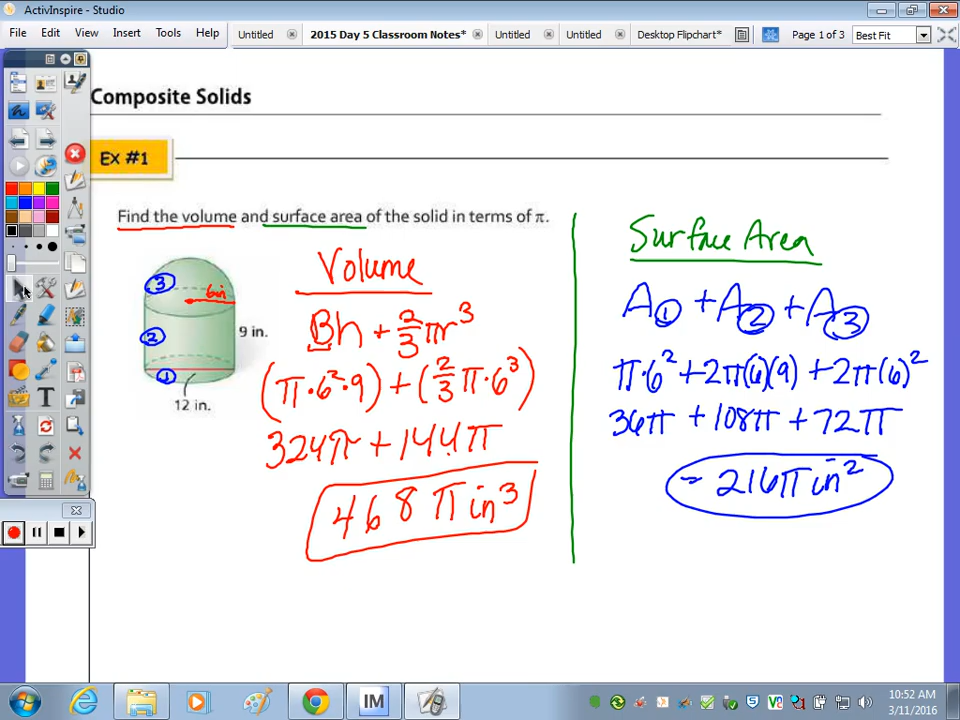 ActivInspire - Studio
File Edit View Insert Tools Help Untitled 2015 Day 5 Classroom Notes* Untitled Untitled Desktop Flipchart* Page 1 of 3 Best Fit
Composite Solids
Ex #1
Find the volume and surface area of the solid in terms of π.
3
6in
2
9 in.
1
12 in.
Volume
Bh + 2/3 πr³
(π·6²·9) + (2/3 π·6³)
324π + 144π
468 π in³
Surface Area
A① + A② + A③
π·6² + 2π(6)(9) + 2π(6)²
36π + 108π + 72π
= 216π in²
IM
10:52 AM
3/11/2016